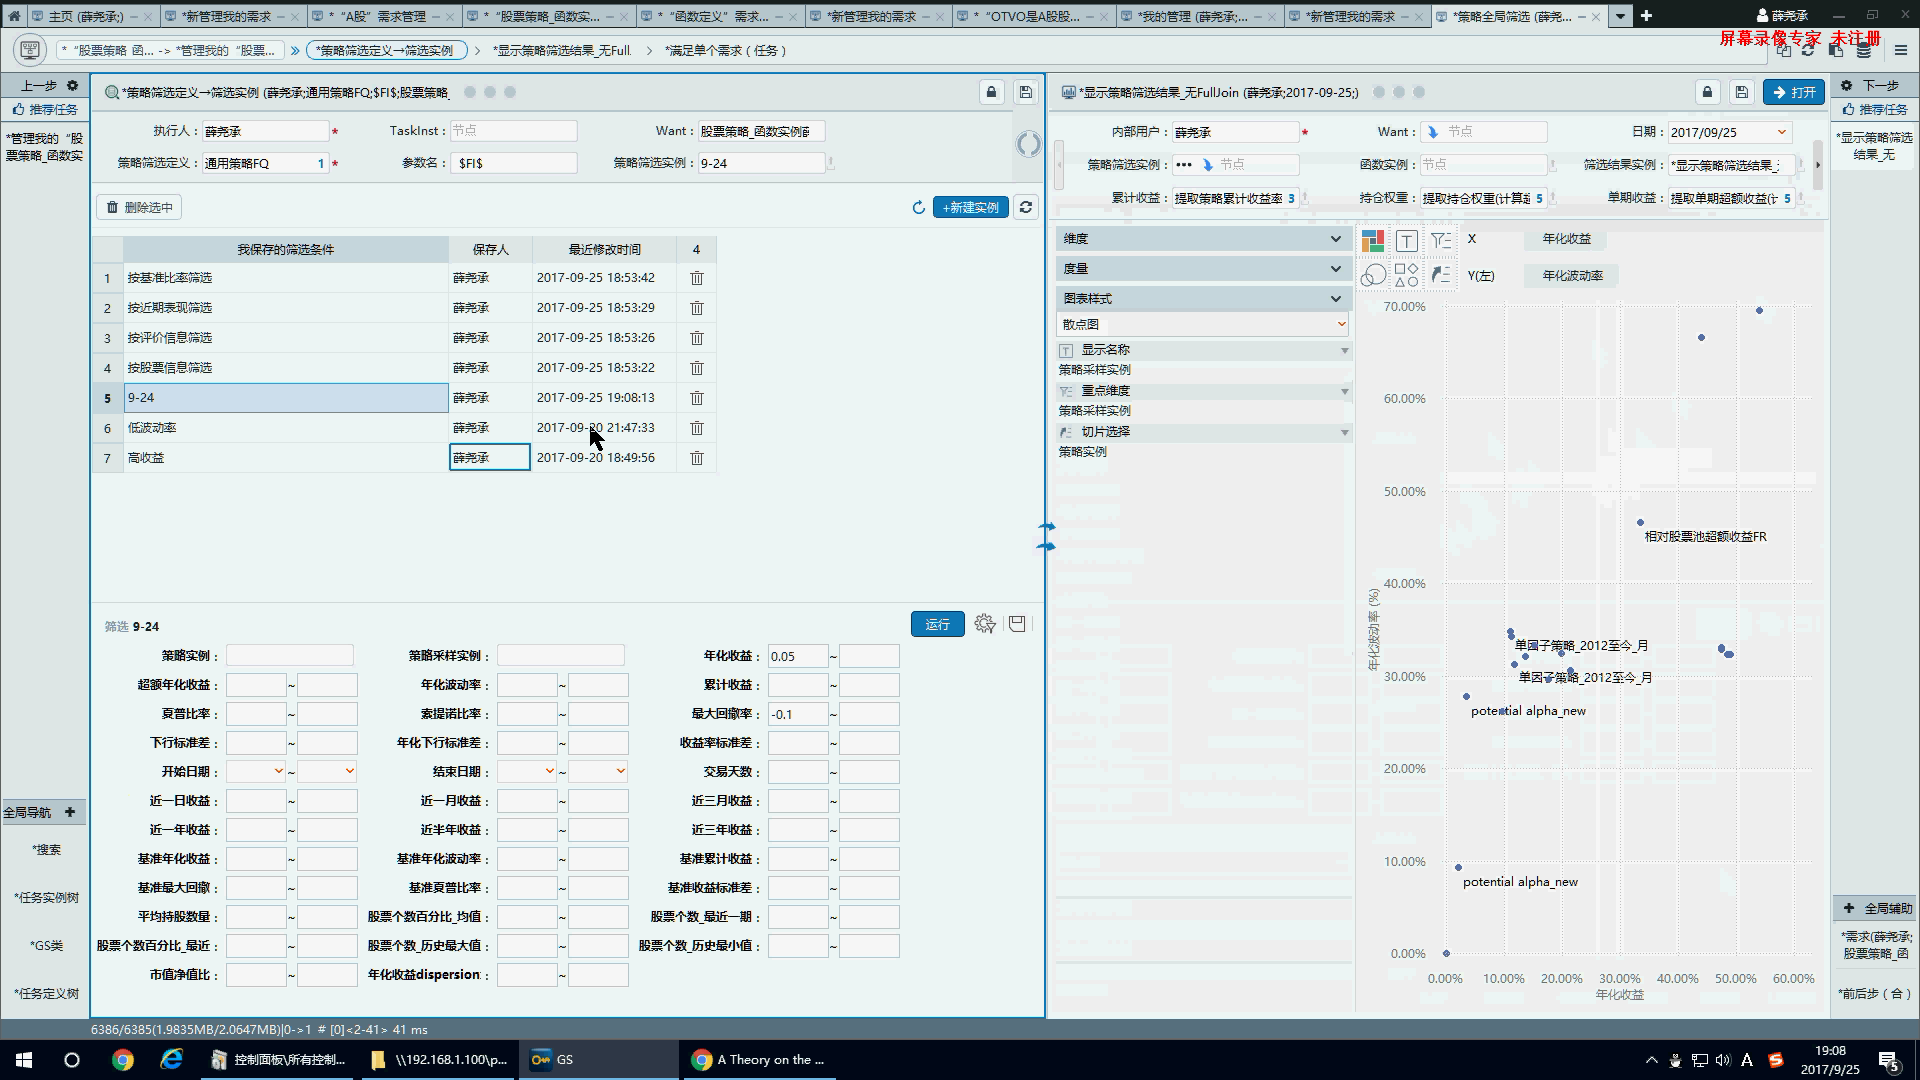 主页 (薛尧承;)
*新管理我的需求
* "A股" 需求管理
* "股票策略_函数实...
* "函数定义" 需求...
*新管理我的需求
* "OTVO是A股股...
*我的管理 (薛尧承;...
*新管理我的需求
*策略全局筛选 (薛尧...
薛尧承
屏幕录像专家 未注册
* "股票策略 函... -> *管理我的 "股票...
*策略筛选定义→筛选实例
*显示策略筛选结果_无Full
*满足单个需求（任务）
上一步
推荐任务
*管理我的 "股票策略_函数实
*策略筛选定义→筛选实例 (薛尧承;通用策略FQ;$FI$;股票策略_
执行人： 薛尧承 * TaskInst： 节点 Want：
策略筛选定义： 通用策略FQ 1 * 参数名： $FI$ 策略筛选实例： 9-24
删除选中
+新建实例
我保存的筛选条件 保存人 最近修改时间 4
1 按基准比率筛选 薛尧承 2017-09-25 18:53:42
2 按近期表现筛选 薛尧承 2017-09-25 18:53:29
3 按评价信息筛选 薛尧承 2017-09-25 18:53:26
4 按股票信息筛选 薛尧承 2017-09-25 18:53:22
5 9-24 薛尧承 2017-09-25 19:08:13
6 低波动率 薛尧承 2017-09-20 21:47:33
7 高收益 薛尧承 2017-09-20 18:49:56
筛选 9-24
运行
策略实例： 策略采样实例： 年化收益： 0.05 ~
超额年化收益： ~ 年化波动率： ~ 累计收益： ~
夏普比率： ~ 索提诺比率： ~ 最大回撤率： -0.1 ~
下行标准差： ~ 年化下行标准差： ~ 收益率标准差： ~
开始日期： ~ 结束日期： ~ 交易天数： ~
近一日收益： ~ 近一月收益： ~ 近三月收益： ~
近一年收益： ~ 近半年收益： ~ 近三年收益： ~
基准年化收益： ~ 基准年化波动率： ~ 基准累计收益： ~
基准最大回撤： ~ 基准夏普比率： ~ 基准收益标准差： ~
平均持股数量： ~ 股票个数百分比_均值： ~ 股票个数_最近一期： ~
股票个数百分比_最近： ~ 股票个数_历史最大值： ~ 股票个数_历史最小值： ~
市值净值比： ~ 年化收益dispersion: ~
全局导航
*搜索
*任务实例树
*GS类
*任务定义树
*显示策略筛选结果_无FullJoin (薛尧承;2017-09-25;)
打开
内部用户： 薛尧承 * Want： 节点 日期： 2017/09/25
策略筛选实例： ••• 节点 函数实例： 节点 筛选结果实例： *显示策略筛选结果_
累计收益： 提取策略累计收益率 3 持仓权重： 提取持仓权重(计算 5 单期收益： 提取单期超额收益( 5
维度
度量
图表样式
散点图
显示名称
策略采样实例
重点维度
策略采样实例
切片选择
策略实例
X 年化收益
Y(左) 年化波动率
70.00%
60.00%
50.00%
40.00%
30.00%
20.00%
10.00%
0.00%
年化波动率 (%)
相对股票池超额收益FR
单因子策略_2012至今_月
单因子策略_2012至今_月
potential alpha_new
potential alpha_new
0.00% 10.00% 20.00% 30.00% 40.00% 50.00% 60.00%
年化收益
下一步
推荐任务
*显示策略筛选结果_无
全局辅助
*需求(薛尧承;股票策略_函
*前后步（合）
6386/6385(1.9835MB/2.0647MB)|0->1 # [0]<2-41> 41 ms
控制面板\所有控制...
\\192.168.1.100\p...
GS
A Theory on the ...
A
19:08
2017/9/25
5